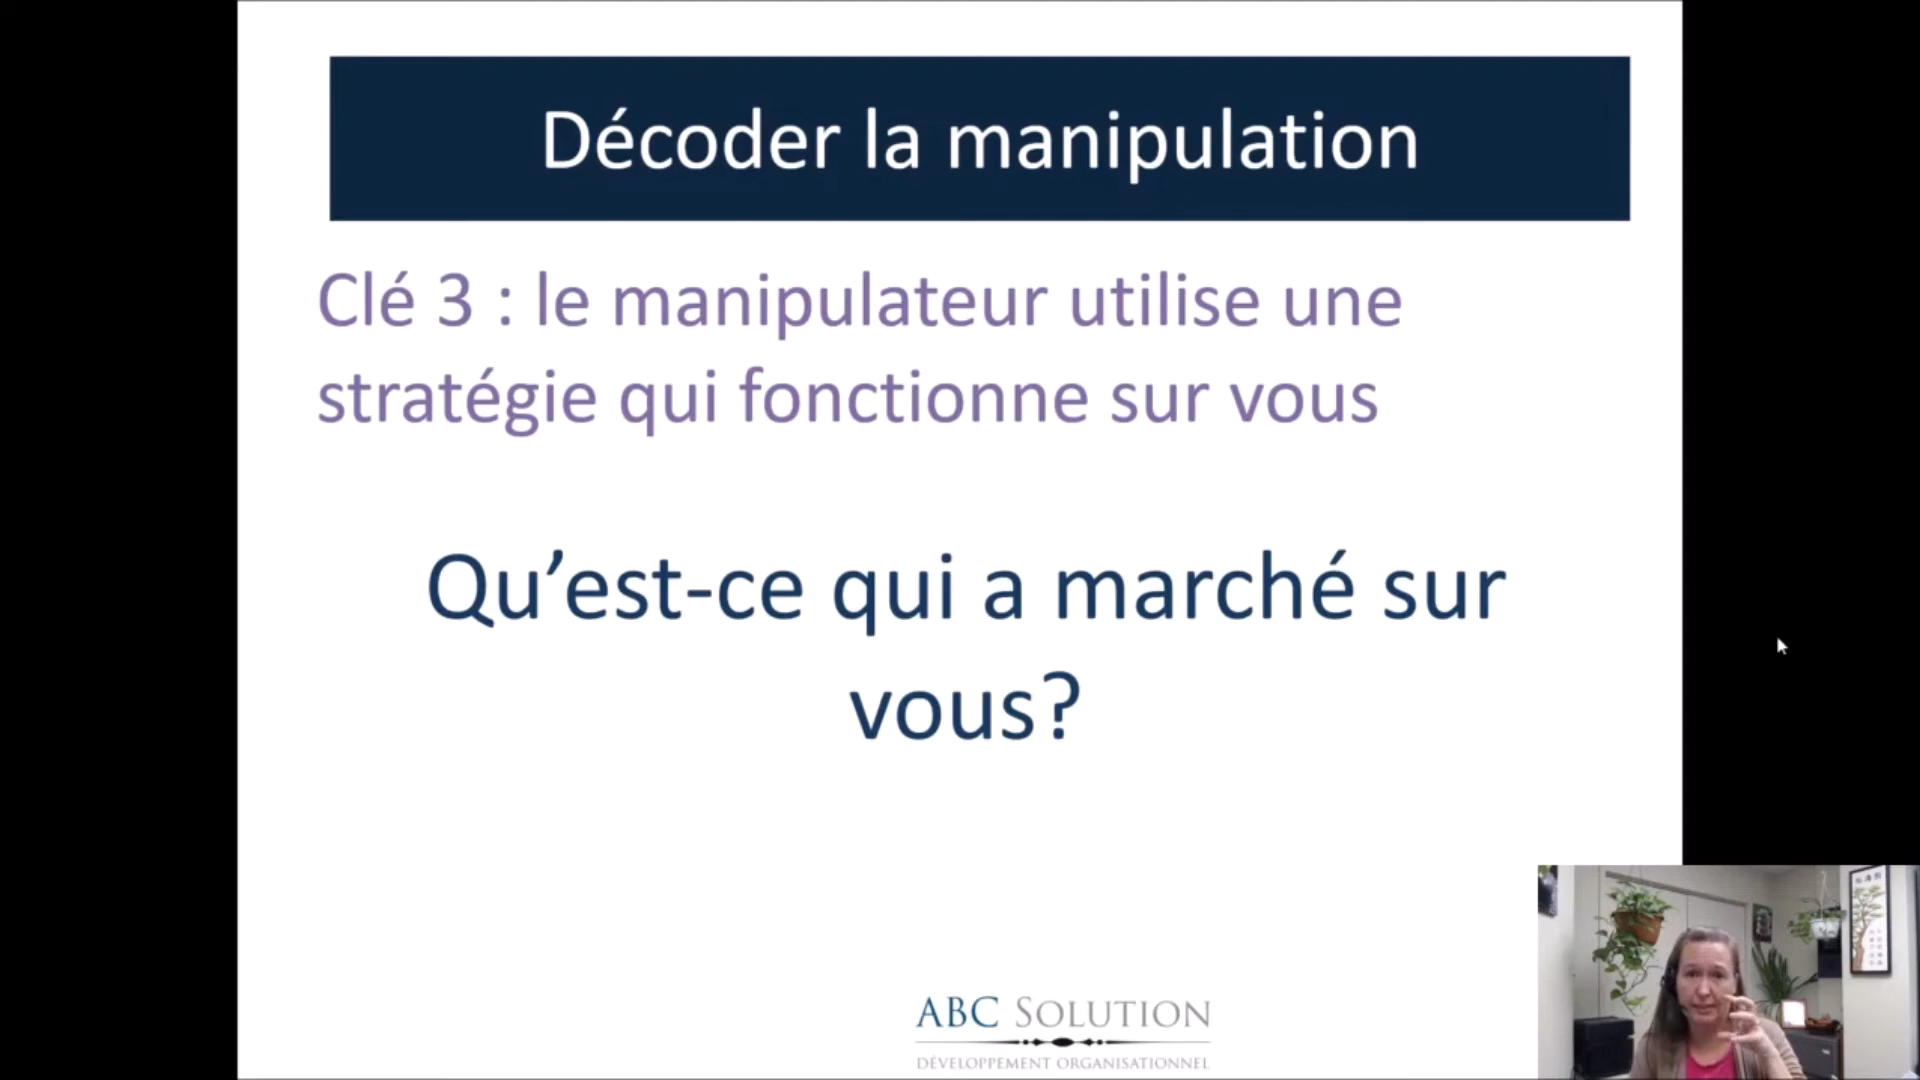 Décoder la manipulation
Clé 3 : le manipulateur utilise une
stratégie qui fonctionne sur vous
Qu’est-ce qui a marché sur
vous?
ABC SOLUTION
DÉVELOPPEMENT ORGANISATIONNEL